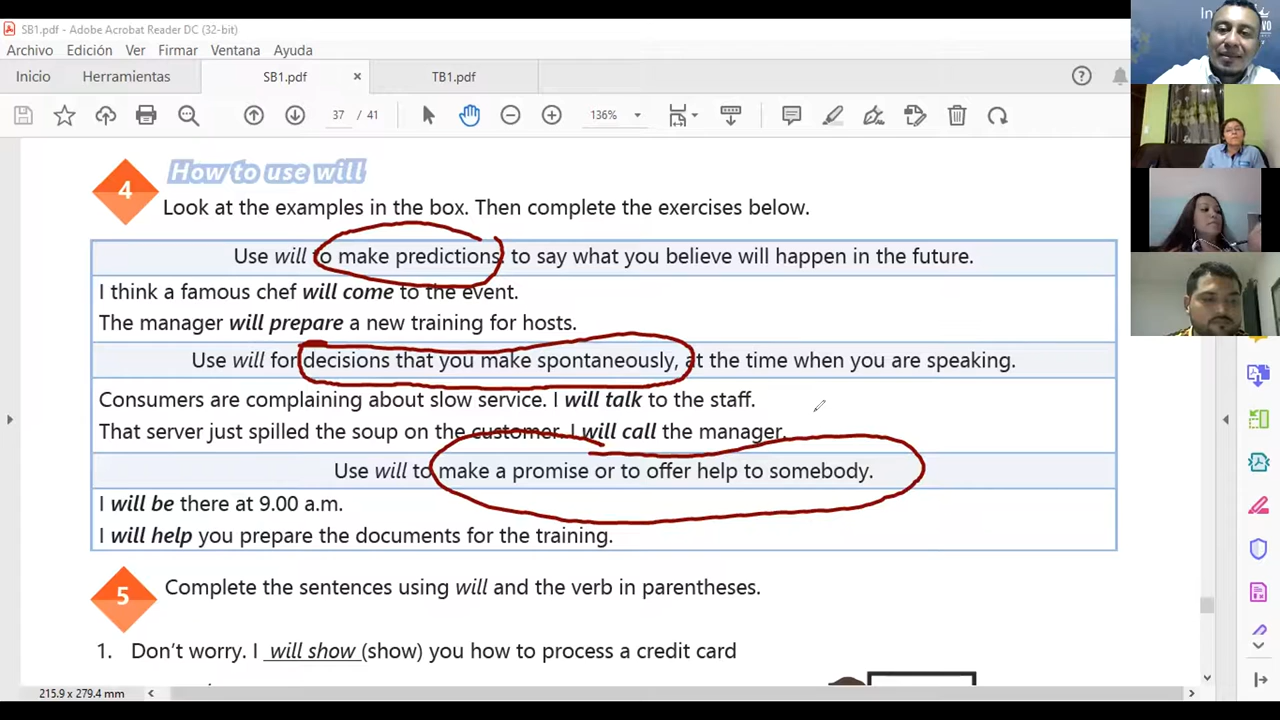 SB1.pdf - Adobe Acrobat Reader DC (32-bit)
Archivo Edición Ver Firmar Ventana Ayuda
Inicio Herramientas SB1.pdf × TB1.pdf
37 / 41 136%
4 How to use will
Look at the examples in the box. Then complete the exercises below.
Use will to make predictions, to say what you believe will happen in the future.
I think a famous chef will come to the event.
The manager will prepare a new training for hosts.
Use will for decisions that you make spontaneously, at the time when you are speaking.
Consumers are complaining about slow service. I will talk to the staff.
That server just spilled the soup on the customer. I will call the manager.
Use will to make a promise or to offer help to somebody.
I will be there at 9.00 a.m.
I will help you prepare the documents for the training.
5 Complete the sentences using will and the verb in parentheses.
1. Don't worry. I will show (show) you how to process a credit card
215.9 x 279.4 mm